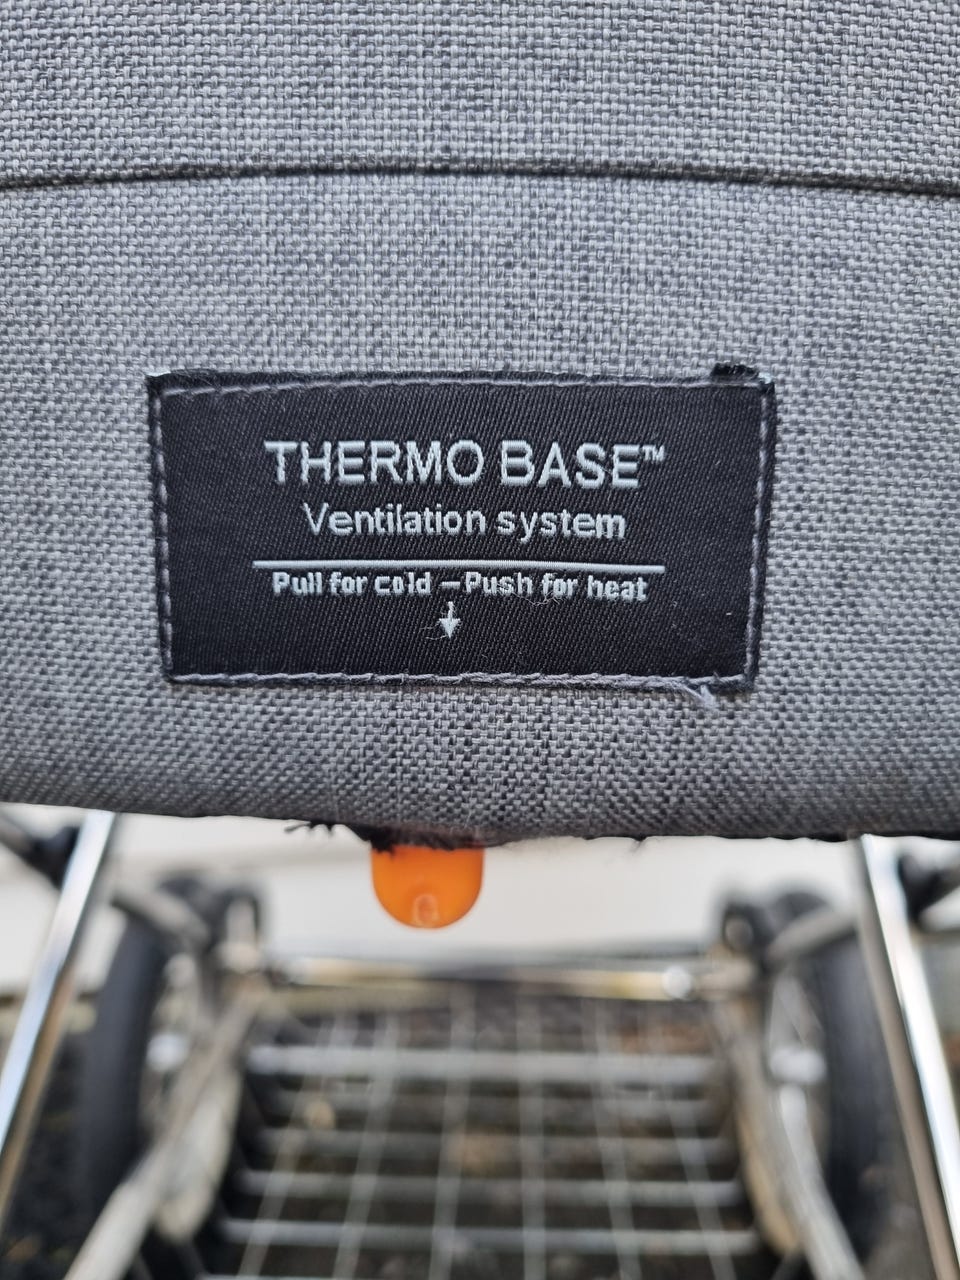 THERMO BASE™
Ventilation system
Pull for cold – Push for heat